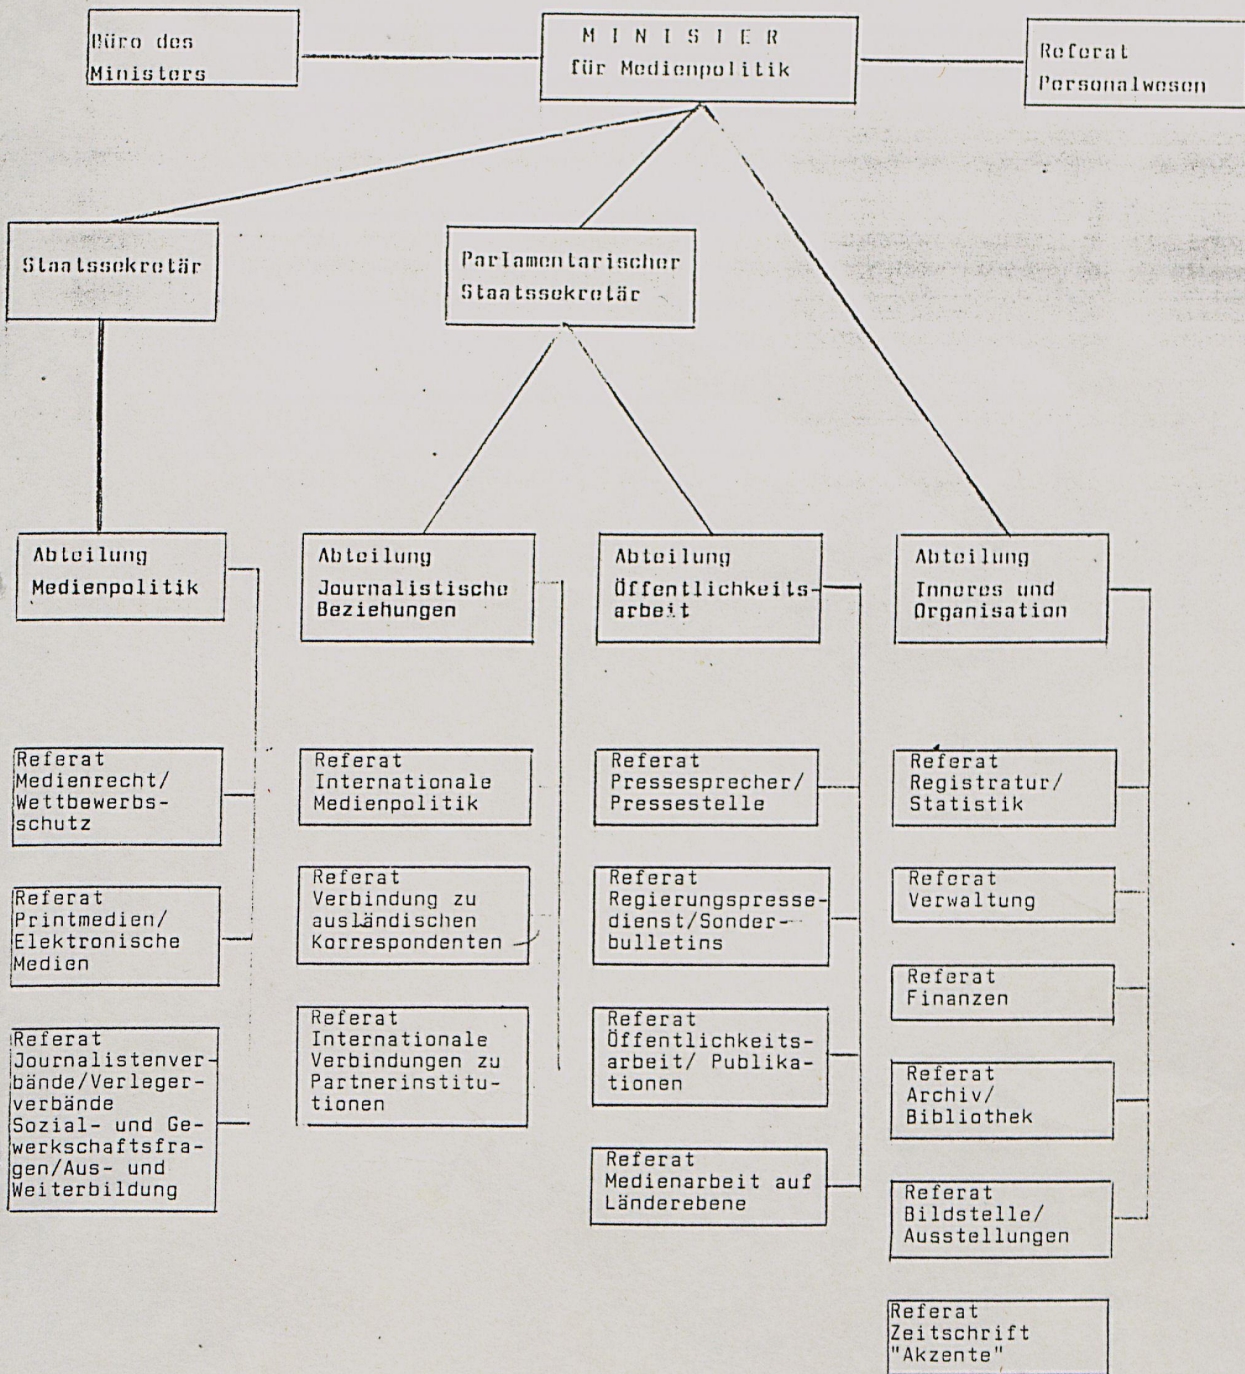 Büro des
Ministers
M I N I S T E R
für Medienpolitik
Referat
Personalwesen
Staatssekretär
Parlamentarischer
Staatssekretär
Abteilung
Medienpolitik
Referat
Medienrecht/
Wettbewerbs-
schutz
Referat
Printmedien/
Elektronische
Medien
Referat
Journalistenver-
bände/Verleger-
verbände
Sozial- und Ge-
werkschaftsfra-
gen/Aus- und
Weiterbildung
Abteilung
Journalistische
Beziehungen
Referat
Internationale
Medienpolitik
Referat
Verbindung zu
ausländischen
Korrespondenten
Referat
Internationale
Verbindungen zu
Partnerinstitu-
tionen
Abteilung
Öffentlichkeits-
arbeit
Referat
Pressesprecher/
Pressestelle
Referat
Regierungspresse-
dienst/Sonder-
bulletins
Referat
Öffentlichkeits-
arbeit/ Publika-
tionen
Referat
Medienarbeit auf
Länderebene
Abteilung
Inneres und
Organisation
Referat
Registratur/
Statistik
Referat
Verwaltung
Referat
Finanzen
Referat
Archiv/
Bibliothek
Referat
Bildstelle/
Ausstellungen
Referat
Zeitschrift
"Akzente"